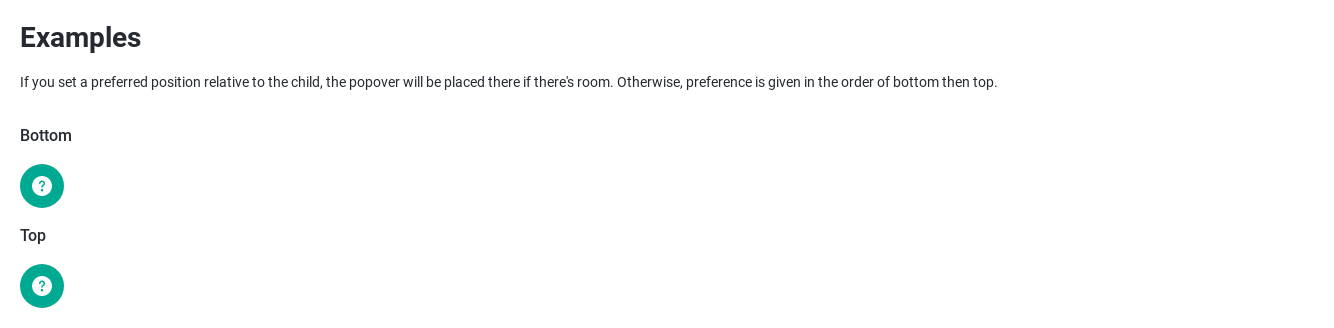 Examples
If you set a preferred position relative to the child, the popover will be placed there if there's room. Otherwise, preference is given in the order of bottom then top.
Bottom
?
Top
?